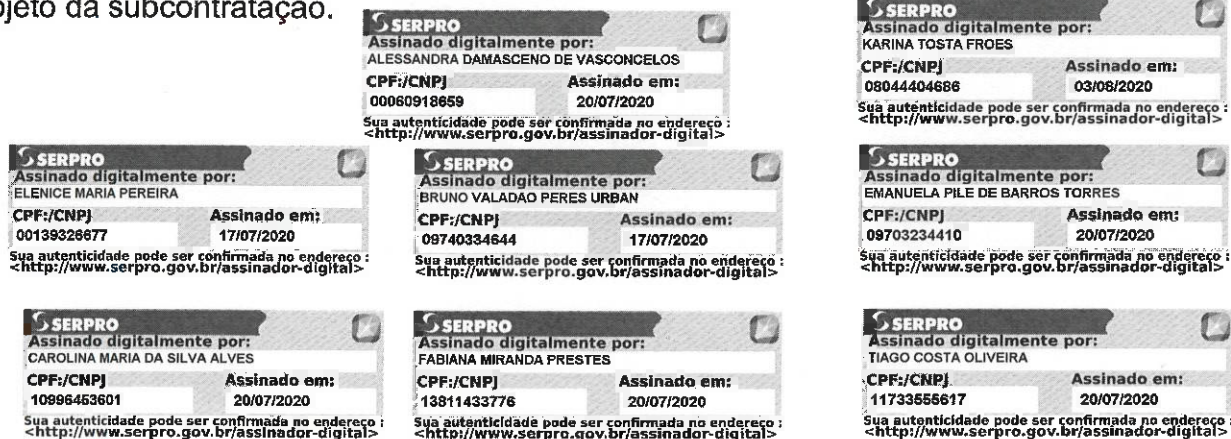 ojeto da subcontratação.
SERPRO
Assinado digitalmente por:
ALESSANDRA DAMASCENO DE VASCONCELOS
CPF:/CNPJ Assinado em:
00060918659 20/07/2020
Sua autenticidade pode ser confirmada no endereço :
<http://www.serpro.gov.br/assinador-digital>
SERPRO
Assinado digitalmente por:
KARINA TOSTA FROES
CPF:/CNPJ Assinado em:
08044404686 03/08/2020
Sua autenticidade pode ser confirmada no endereço :
<http://www.serpro.gov.br/assinador-digital>
SERPRO
Assinado digitalmente por:
ELENICE MARIA PEREIRA
CPF:/CNPJ Assinado em:
00139326677 17/07/2020
Sua autenticidade pode ser confirmada no endereço :
<http://www.serpro.gov.br/assinador-digital>
SERPRO
Assinado digitalmente por:
BRUNO VALADAO PERES URBAN
CPF:/CNPJ Assinado em:
09740334644 17/07/2020
Sua autenticidade pode ser confirmada no endereço :
<http://www.serpro.gov.br/assinador-digital>
SERPRO
Assinado digitalmente por:
EMANUELA PILE DE BARROS TORRES
CPF:/CNPJ Assinado em:
09703234410 20/07/2020
Sua autenticidade pode ser confirmada no endereço :
<http://www.serpro.gov.br/assinador-digital>
SERPRO
Assinado digitalmente por:
CAROLINA MARIA DA SILVA ALVES
CPF:/CNPJ Assinado em:
10996453601 20/07/2020
Sua autenticidade pode ser confirmada no endereço :
<http://www.serpro.gov.br/assinador-digital>
SERPRO
Assinado digitalmente por:
FABIANA MIRANDA PRESTES
CPF:/CNPJ Assinado em:
13811433776 20/07/2020
Sua autenticidade pode ser confirmada no endereço :
<http://www.serpro.gov.br/assinador-digital>
SERPRO
Assinado digitalmente por:
TIAGO COSTA OLIVEIRA
CPF:/CNPJ Assinado em:
11733555617 20/07/2020
Sua autenticidade pode ser confirmada no endereço
<http://www.serpro.gov.br/assinador-digital>